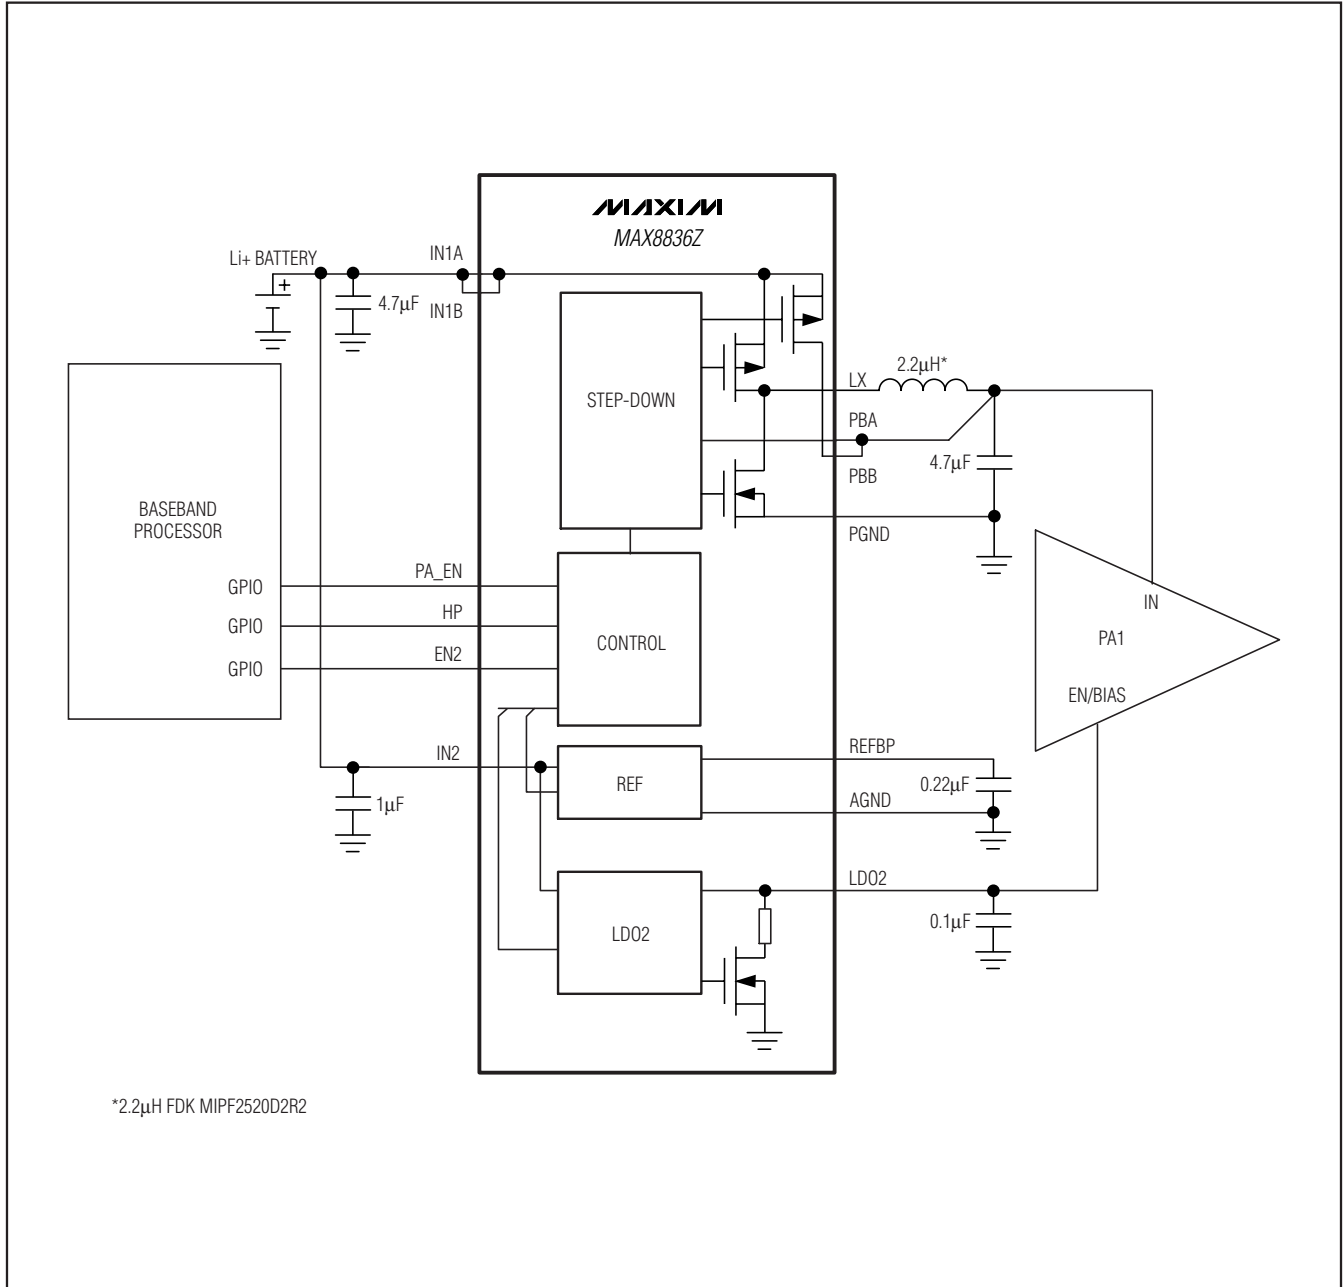 MAXIM
MAX8836Z
Li+ BATTERY
+
4.7µF
IN1A
IN1B
STEP-DOWN
LX
2.2µH*
PBA
PBB
4.7µF
PGND
BASEBAND
PROCESSOR
GPIO
PA_EN
GPIO
HP
GPIO
EN2
CONTROL
IN
PA1
EN/BIAS
IN2
1µF
REF
REFBP
0.22µF
AGND
LDO2
LDO2
0.1µF
*2.2µH FDK MIPF2520D2R2